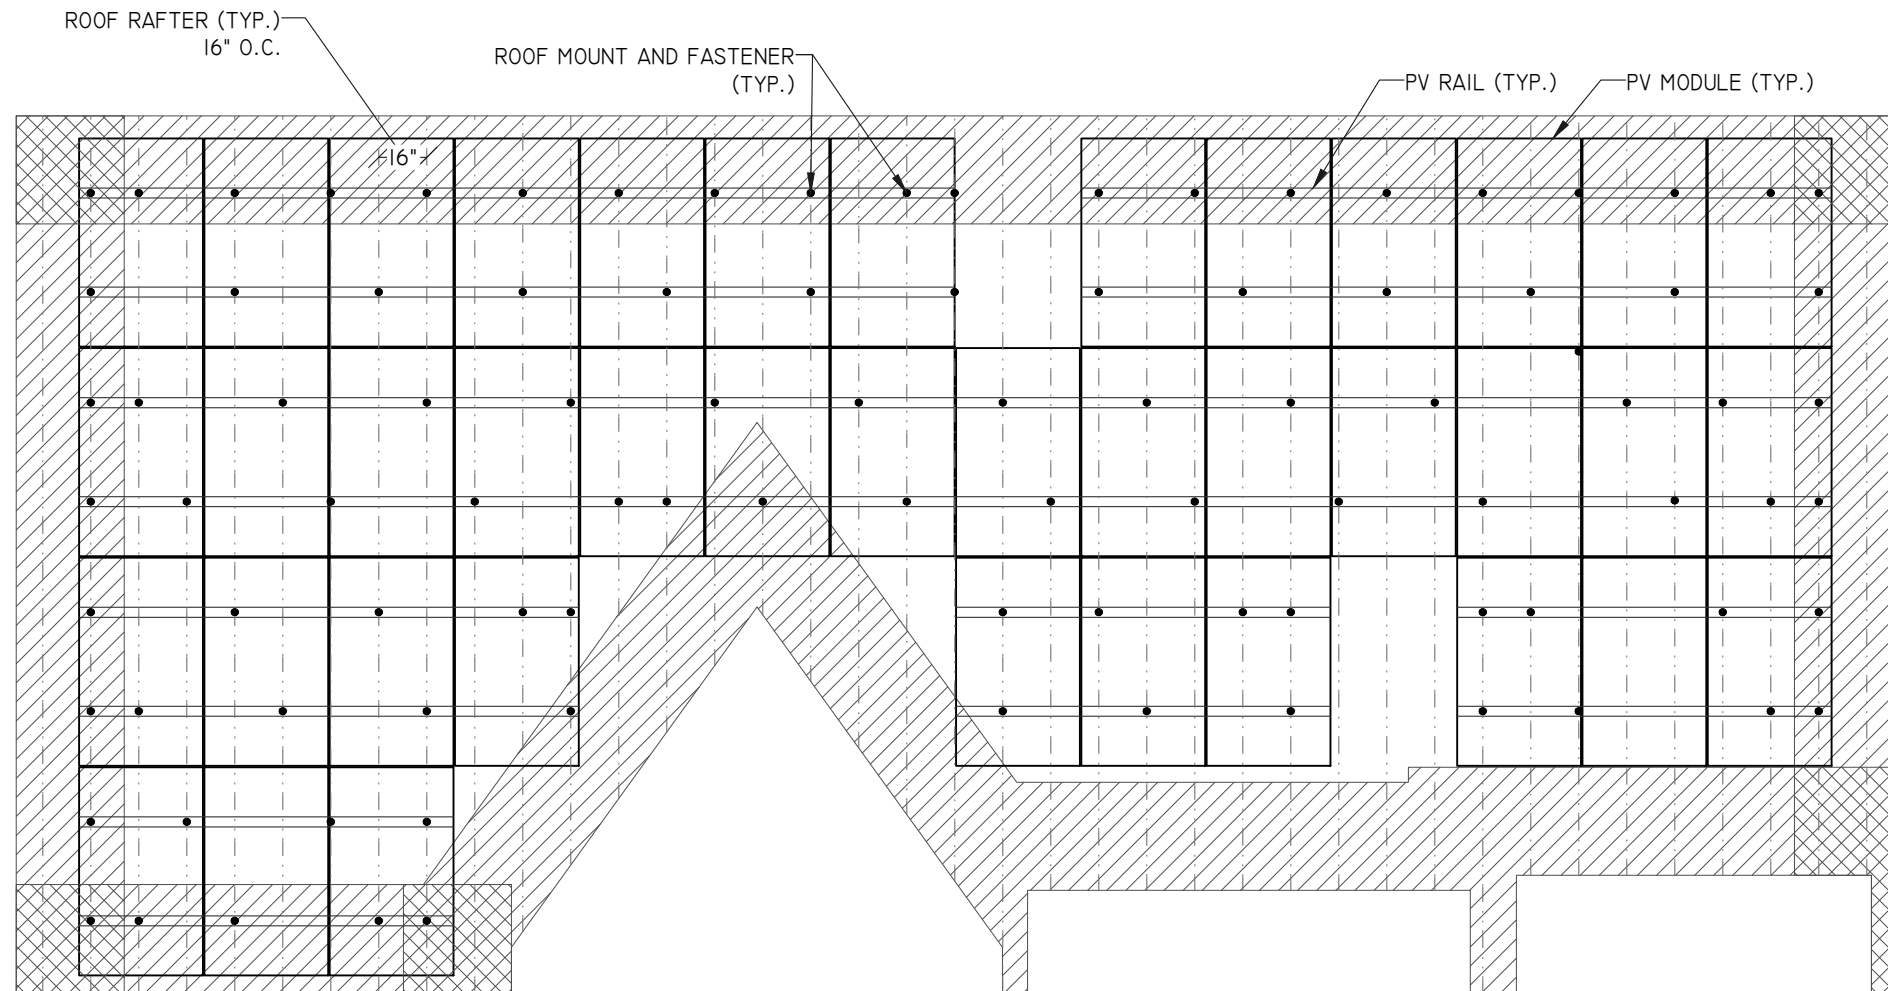 ROOF RAFTER (TYP.)
16" O.C.
ROOF MOUNT AND FASTENER
(TYP.)
PV RAIL (TYP.)
PV MODULE (TYP.)
16"